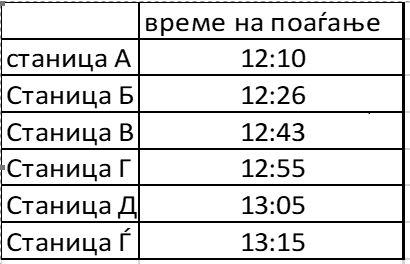 време на поаѓање
станица А 12:10
Станица Б 12:26
Станица В 12:43
Станица Г 12:55
Станица Д 13:05
Станица Ѓ 13:15